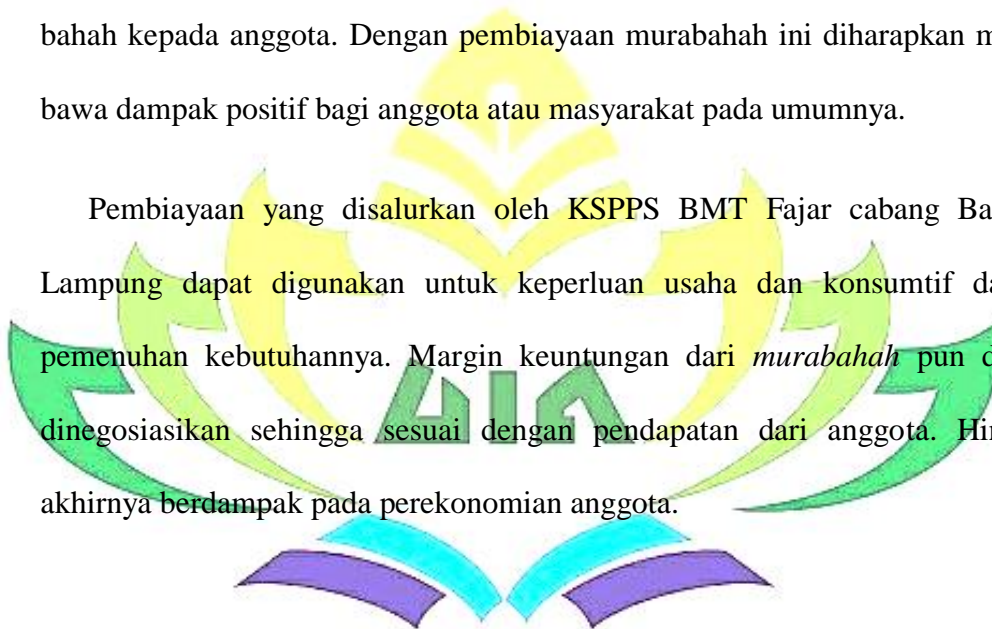 bahah kepada anggota. Dengan pembiayaan murabahah ini diharapkan m
bawa dampak positif bagi anggota atau masyarakat pada umumnya.
Pembiayaan yang disalurkan oleh KSPPS BMT Fajar cabang Ba
Lampung dapat digunakan untuk keperluan usaha dan konsumtif da
pemenuhan kebutuhannya. Margin keuntungan dari murabahah pun d
dinegosiasikan sehingga sesuai dengan pendapatan dari anggota. Hi
akhirnya berdampak pada perekonomian anggota.